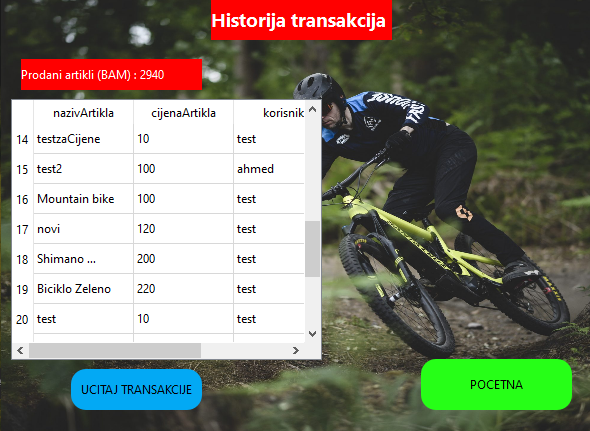 Historija transakcija
Prodani artikli (BAM) : 2940
nazivArtikla cijenaArtikla korisnik
14 testzaCijene 10 test
15 test2 100 ahmed
16 Mountain bike 100 test
17 novi 120 test
18 Shimano ... 200 test
19 Biciklo Zeleno 220 test
20 test 10 test
UCITAJ TRANSAKCIJE
POCETNA